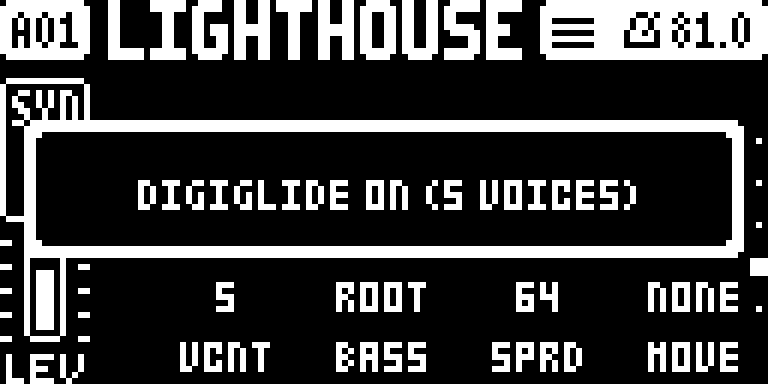 A01 LIGHTHOUSE 81.0
SYN
DIGIGLIDE ON (5 VOICES)
5 ROOT 64 NONE
VCNT BASS SPRD MOVE
LEV